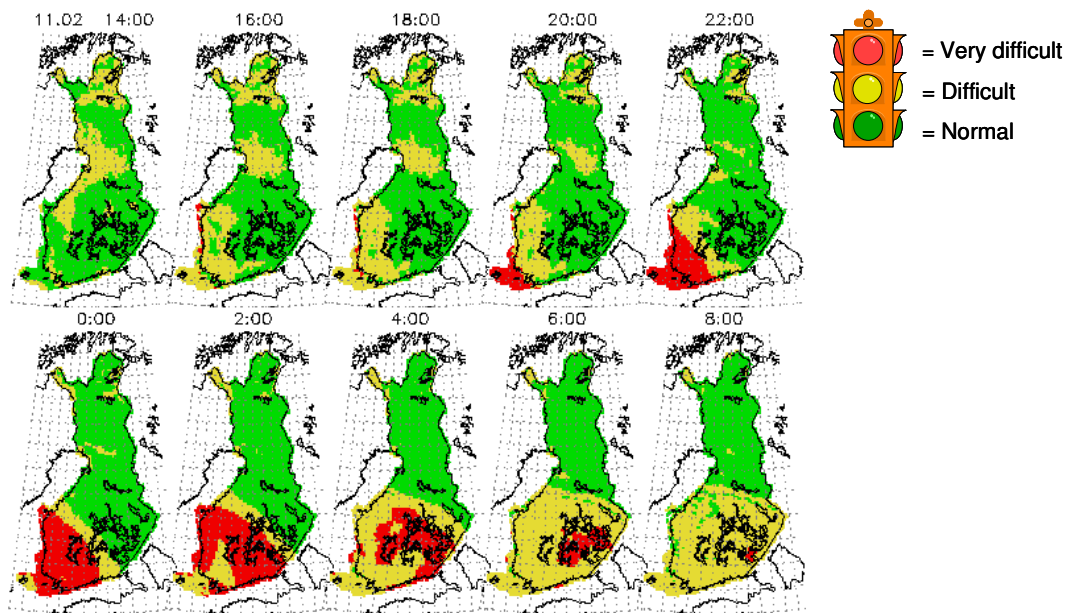 11.02 14:00 16:00 18:00 20:00 22:00
= Very difficult
= Difficult
= Normal
0:00 2:00 4:00 6:00 8:00